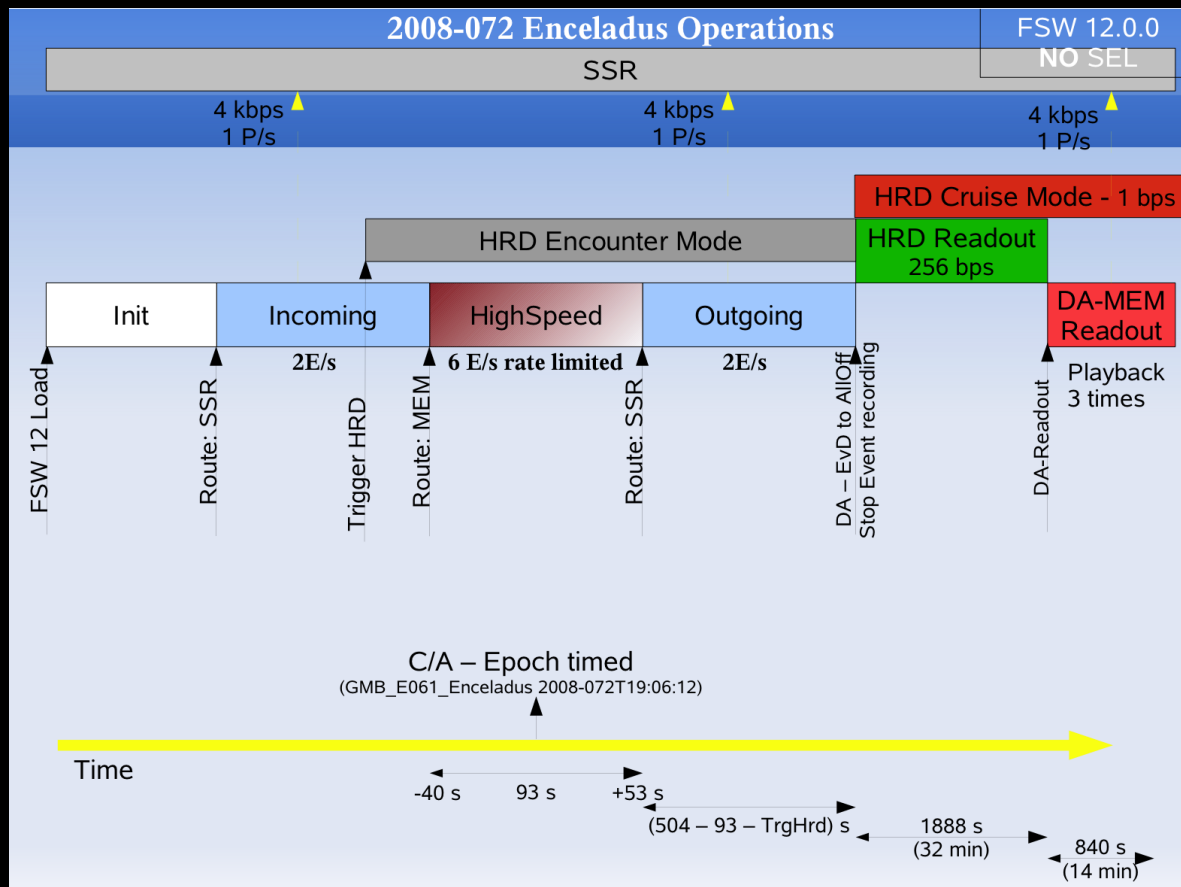 2008-072 Enceladus Operations
FSW 12.0.0
NO SEL
SSR
4 kbps
1 P/s
4 kbps
1 P/s
4 kbps
1 P/s
HRD Cruise Mode - 1 bps
HRD Encounter Mode
HRD Readout
256 bps
Init
Incoming
HighSpeed
Outgoing
DA-MEM
Readout
2E/s
6 E/s rate limited
2E/s
Playback
3 times
FSW 12 Load
Route: SSR
Trigger HRD
Route: MEM
Route: SSR
DA – EvD to AllOff
Stop Event recording
DA-Readout
C/A – Epoch timed
(GMB_E061_Enceladus 2008-072T19:06:12)
Time
-40 s
93 s
+53 s
(504 – 93 – TrgHrd) s
1888 s
(32 min)
840 s
(14 min)